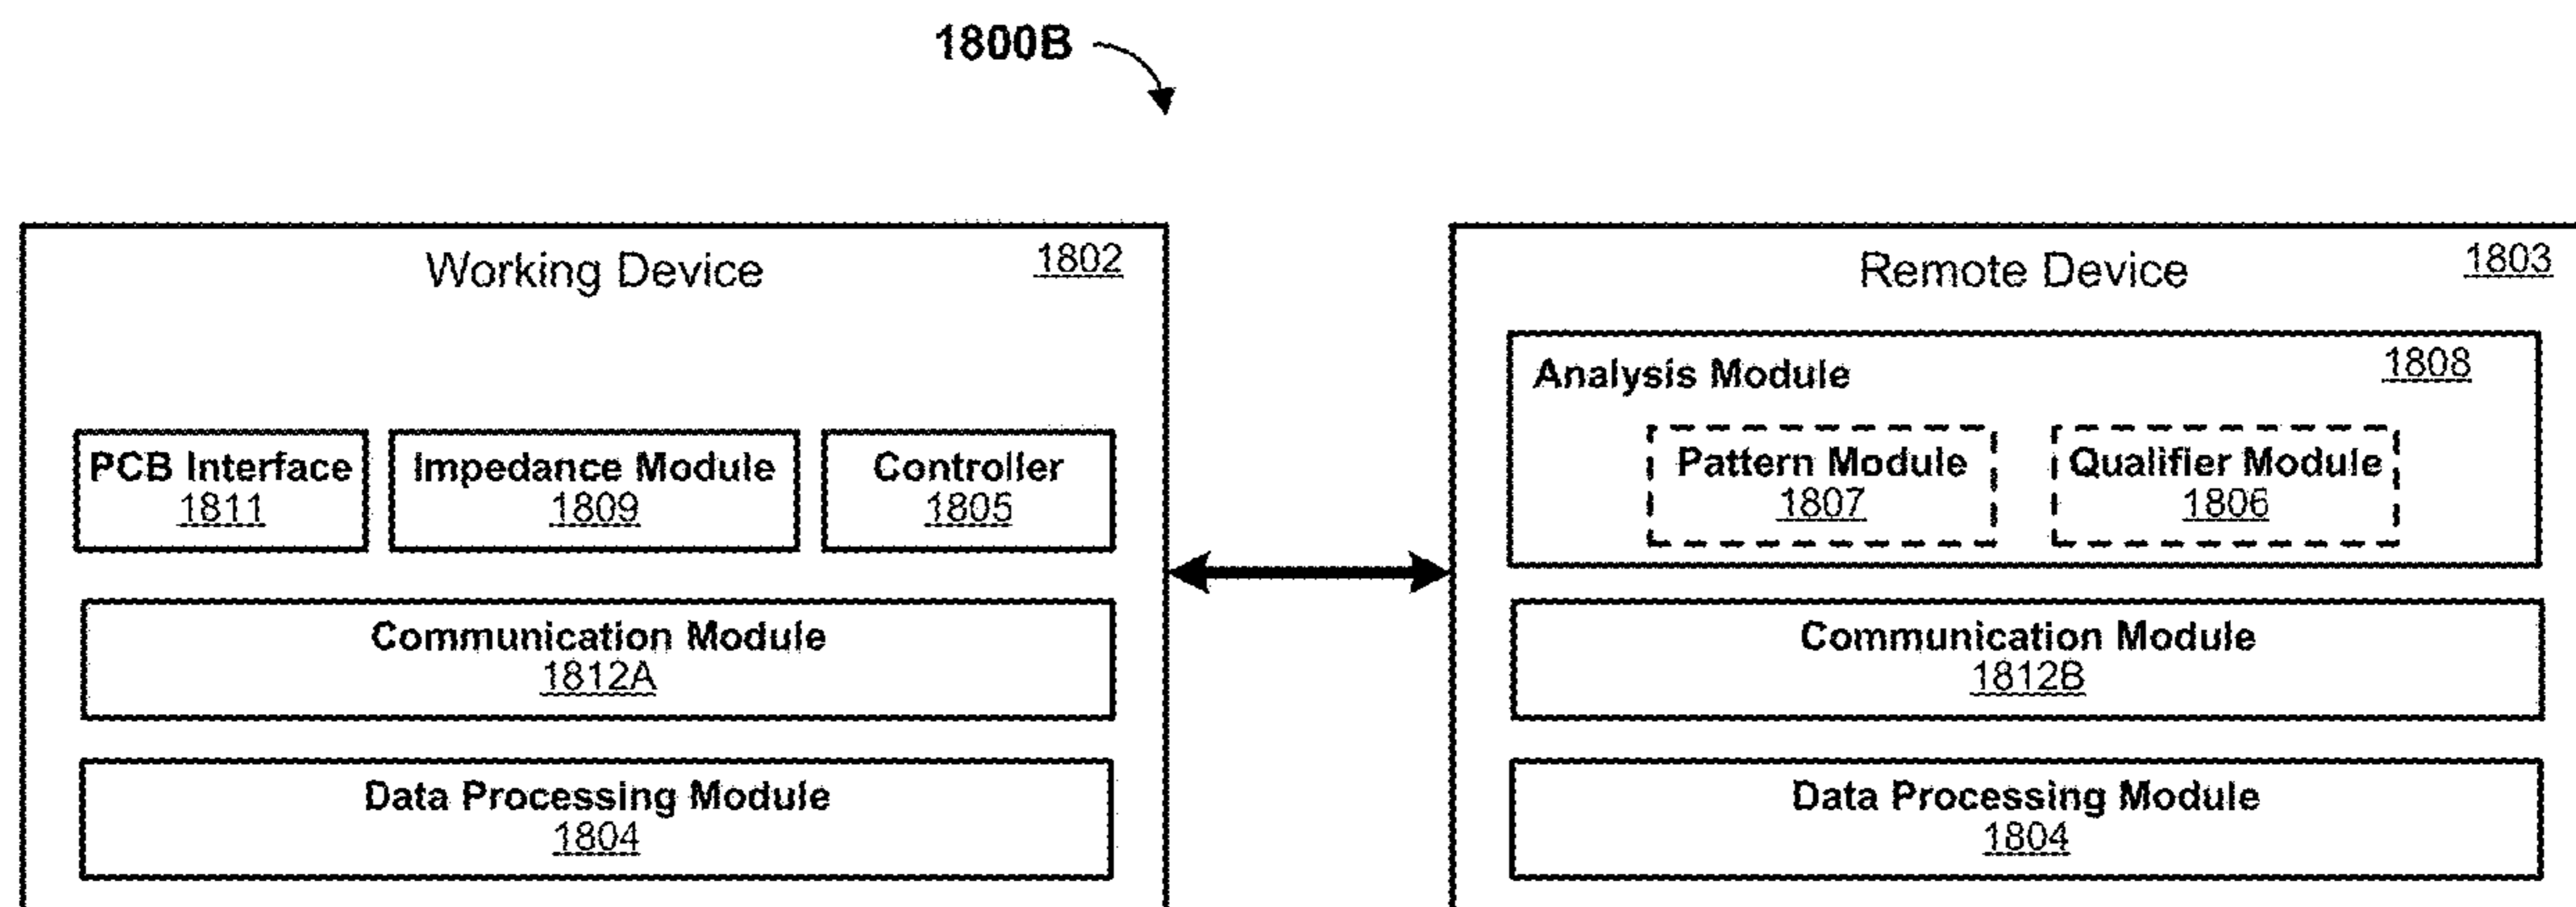 1800B
Working Device
1802
PCB Interface
1811
Impedance Module
1809
Controller
1805
Communication Module
1812A
Data Processing Module
1804
Remote Device
1803
Analysis Module
1808
Pattern Module
1807
Qualifier Module
1806
Communication Module
1812B
Data Processing Module
1804